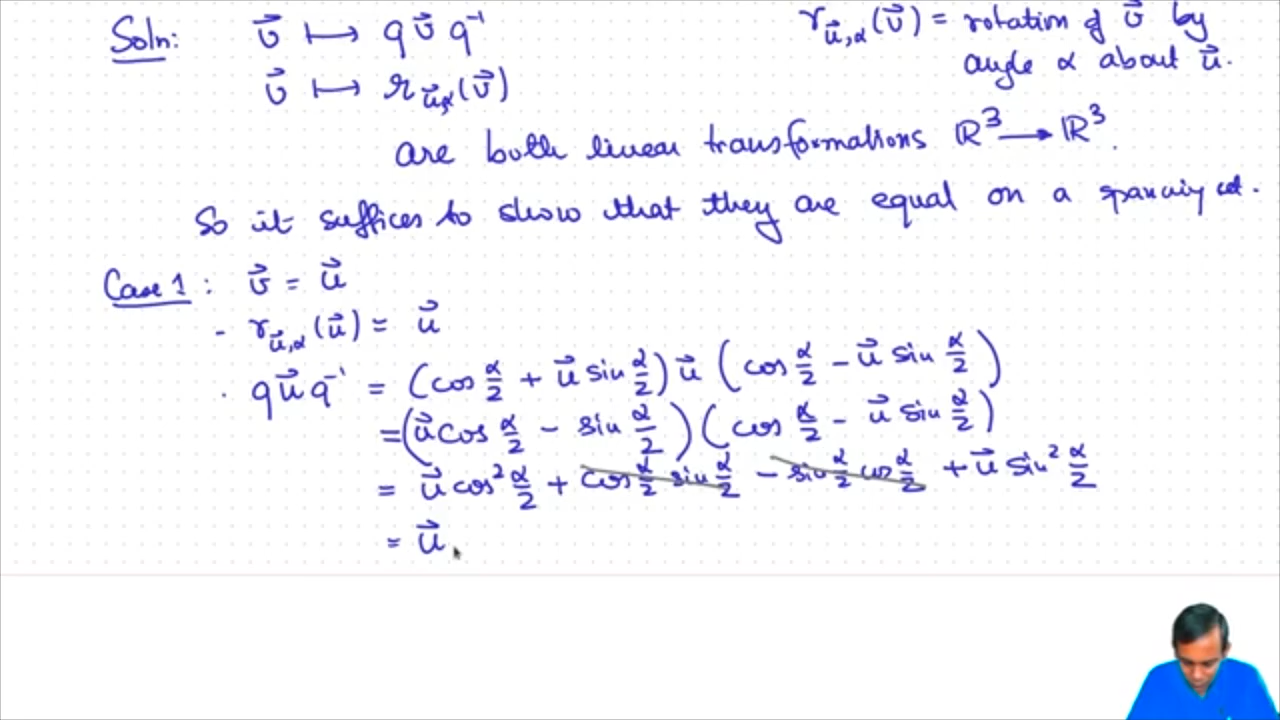 Soln: v⃗ ⟼ q v⃗ q⁻¹
v⃗ ⟼ r_{u⃗,α}(v⃗)
r_{u⃗,α}(v⃗) = rotation of v⃗ by
angle α about u⃗.
are both linear transformations ℝ³ ⟶ ℝ³.
So it suffices to show that they are equal on a spanning set.
Case 1: v⃗ = u⃗
- r_{u⃗,α}(u⃗) = u⃗
· q u⃗ q⁻¹ = (cos α/2 + u⃗ sin α/2) u⃗ (cos α/2 − u⃗ sin α/2)
= (u⃗ cos α/2 − sin α/2)(cos α/2 − u⃗ sin α/2)
= u⃗ cos² α/2 + cos α/2 sin α/2 − sin α/2 cos α/2 + u⃗ sin² α/2
= u⃗.